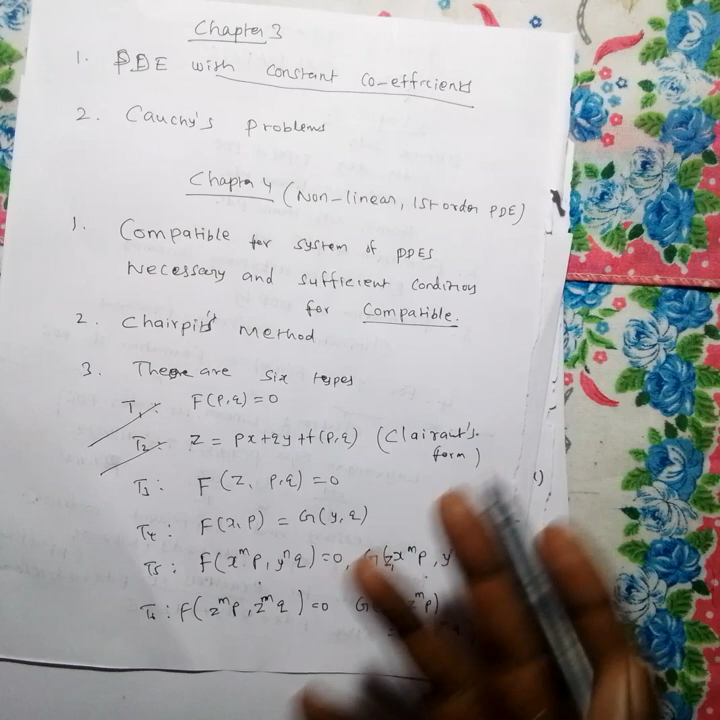 Chapter 3
1. PDE with constant co-efficients
2. Cauchy's problems
Chapter 4 (Non-linear, 1st order PDE)
1. Compatible for system of PDES
Necessary and sufficient conditions
for Compatible.
2. Chairpit's method
3. There are six types
T1: F(p,q)=0
T2: Z = px+qy+f(p,q) (Clairaut's
form)
T3: F(Z, p,q)=0
T4: F(x,p) = G(y,q)
T5: F(x^m p, y^n q)=0, G(z, x^m p, y
T6: F(z^m p, z^m q)=0 z^m p)